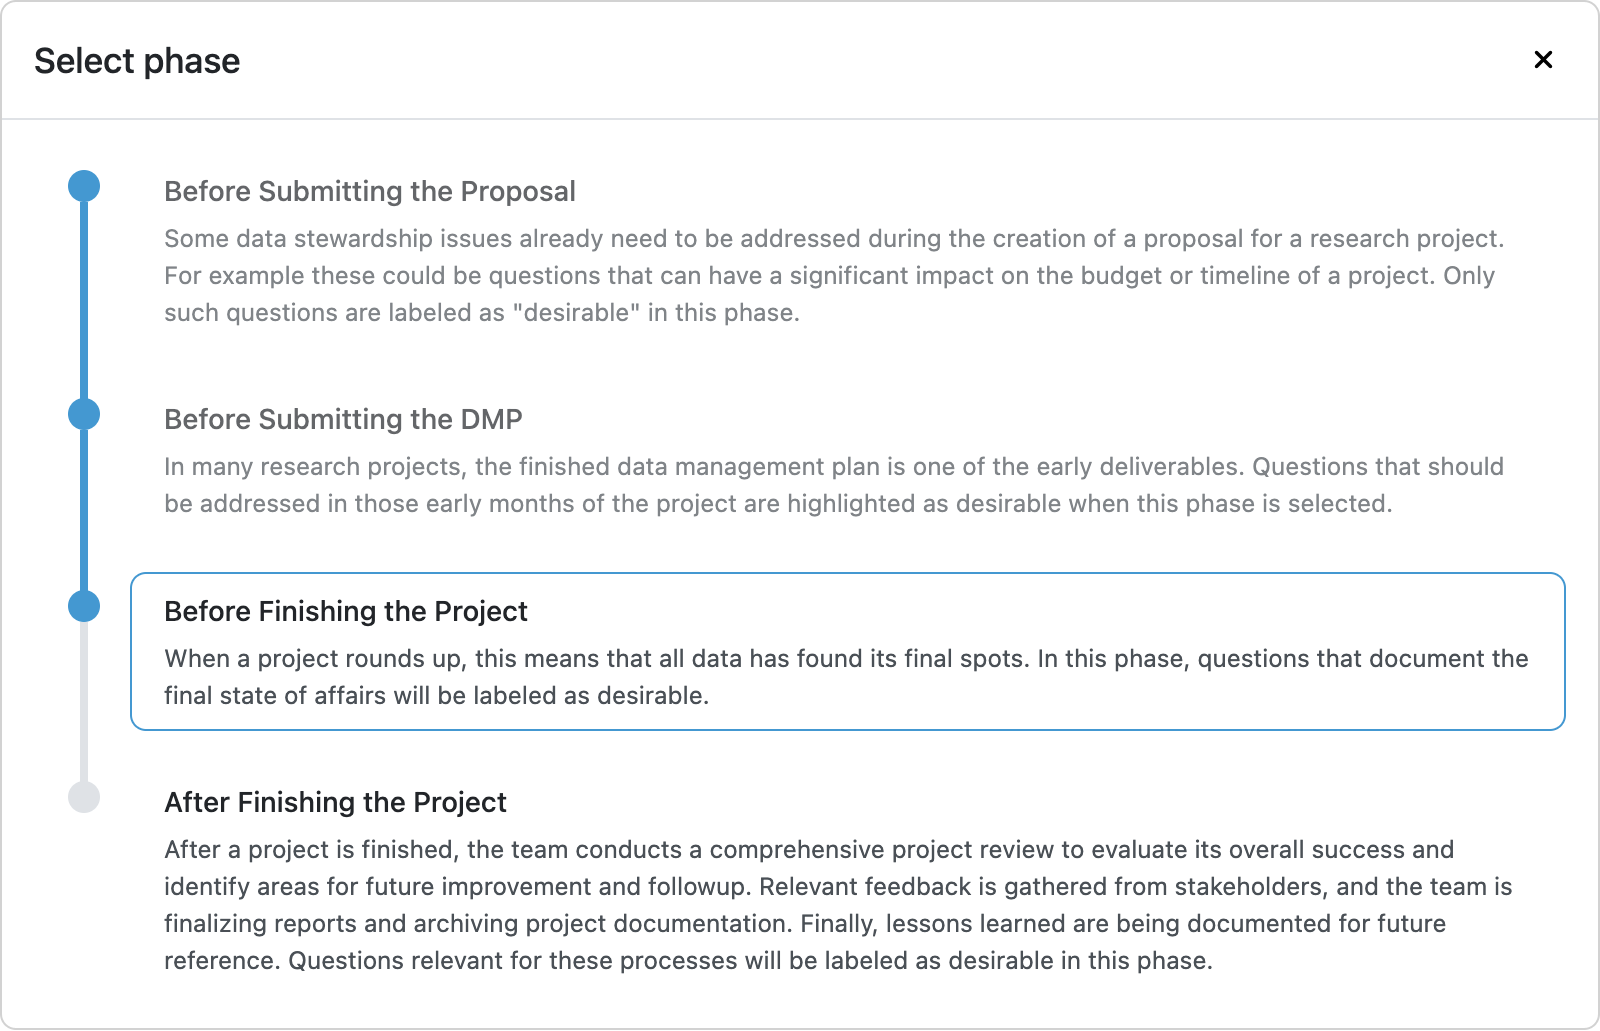 Select phase
Before Submitting the Proposal
Some data stewardship issues already need to be addressed during the creation of a proposal for a research project.
For example these could be questions that can have a significant impact on the budget or timeline of a project. Only
such questions are labeled as "desirable" in this phase.
Before Submitting the DMP
In many research projects, the finished data management plan is one of the early deliverables. Questions that should
be addressed in those early months of the project are highlighted as desirable when this phase is selected.
Before Finishing the Project
When a project rounds up, this means that all data has found its final spots. In this phase, questions that document the
final state of affairs will be labeled as desirable.
After Finishing the Project
After a project is finished, the team conducts a comprehensive project review to evaluate its overall success and
identify areas for future improvement and followup. Relevant feedback is gathered from stakeholders, and the team is
finalizing reports and archiving project documentation. Finally, lessons learned are being documented for future
reference. Questions relevant for these processes will be labeled as desirable in this phase.